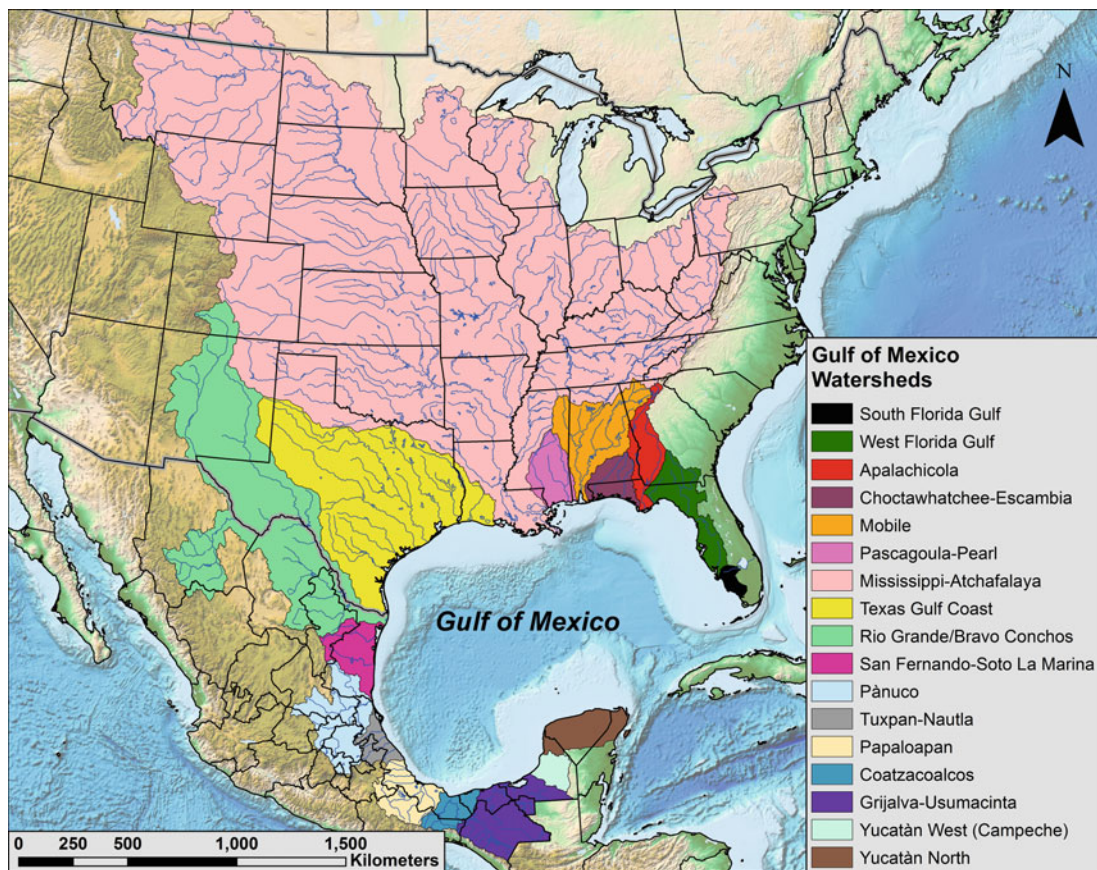 N
Gulf of Mexico
Gulf of Mexico
Watersheds
South Florida Gulf
West Florida Gulf
Apalachicola
Choctawhatchee-Escambia
Mobile
Pascagoula-Pearl
Mississippi-Atchafalaya
Texas Gulf Coast
Rio Grande/Bravo Conchos
San Fernando-Soto La Marina
Pànuco
Tuxpan-Nautla
Papaloapan
Coatzacoalcos
Grijalva-Usumacinta
Yucatàn West (Campeche)
Yucatàn North
0 250 500 1,000 1,500
Kilometers